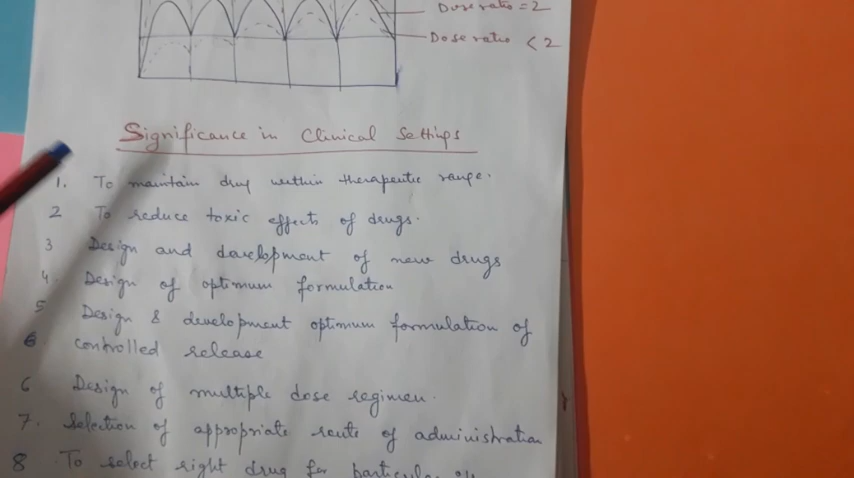 Dose ratio = 2
Dose ratio < 2
Significance in Clinical Settings
1. To maintain drug within therapeutic range.
2 To reduce toxic effects of drugs.
3 Design and development of new drugs
4. Design of optimum formulation
5 Design & development optimum formulation of
6 controlled release
6 Design of multiple dose regimen.
7. Selection of appropriate route of administration
8 To select right drug for particular